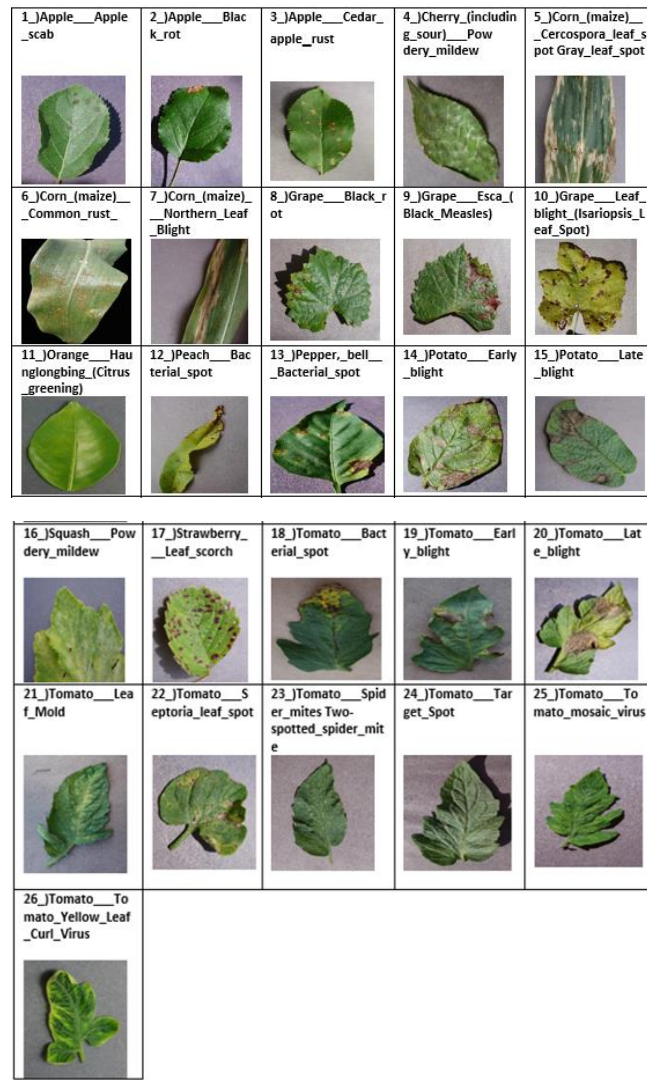 1_)Apple___Apple
_scab
2_)Apple___Blac
k_rot
3_)Apple___Cedar_
apple_rust
4_)Cherry_(includin
g_sour)___Pow
dery_mildew
5_)Corn_(maize)__
_Cercospora_leaf_s
pot Gray_leaf_spot
6_)Corn_(maize)__
_Common_rust_
7_)Corn_(maize)_
__Northern_Leaf
_Blight
8_)Grape___Black_r
ot
9_)Grape___Esca_(
Black_Measles)
10_)Grape___Leaf_
blight_(Isariopsis_L
eaf_Spot)
11_)Orange___Hau
nglongbing_(Citrus
_greening)
12_)Peach___Bac
terial_spot
13_)Pepper,_bell__
_Bacterial_spot
14_)Potato___Early
_blight
15_)Potato___Late
_blight
16_)Squash___Pow
dery_mildew
17_)Strawberry_
__Leaf_scorch
18_)Tomato___Bact
erial_spot
19_)Tomato___Earl
y_blight
20_)Tomato___Lat
e_blight
21_)Tomato___Lea
f_Mold
22_)Tomato___S
eptoria_leaf_spot
23_)Tomato___Spid
er_mites Two-
spotted_spider_mit
e
24_)Tomato___Tar
get_Spot
25_)Tomato___To
mato_mosaic_virus
26_)Tomato___To
mato_Yellow_Leaf
_Curl_Virus